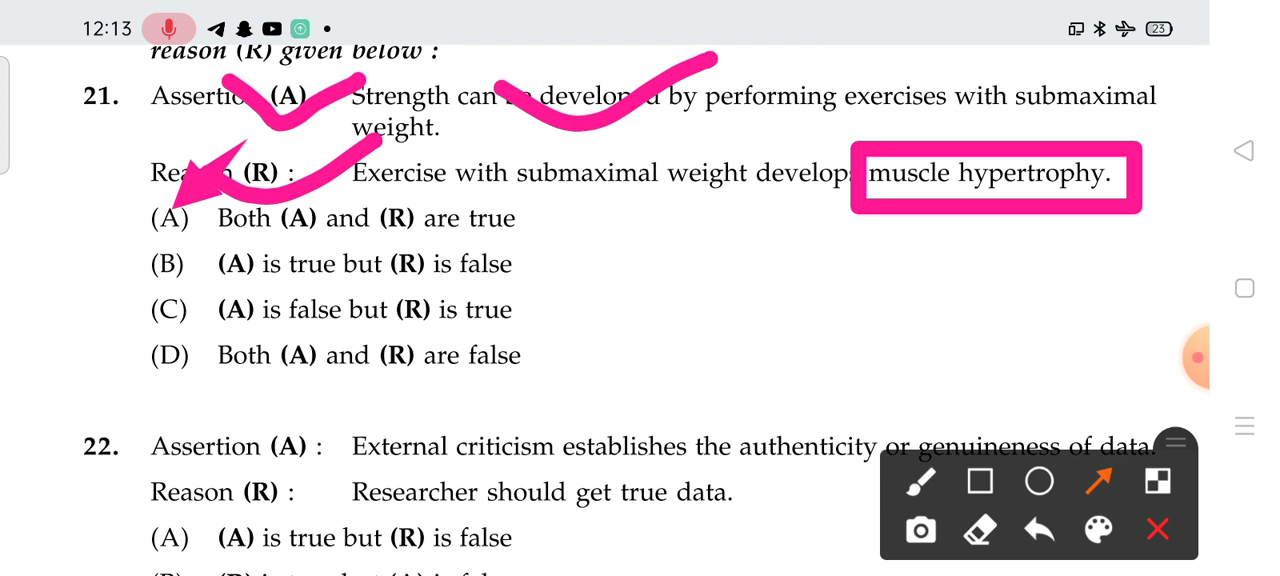 12:13
23
reason (R) given below :
21. Assertio (A) Strength can be developed by performing exercises with submaximal
weight.
Reason (R) : Exercise with submaximal weight develop muscle hypertrophy.
(A) Both (A) and (R) are true
(B) (A) is true but (R) is false
(C) (A) is false but (R) is true
(D) Both (A) and (R) are false
22. Assertion (A) : External criticism establishes the authenticity or genuineness of data.
Reason (R) : Researcher should get true data.
(A) (A) is true but (R) is false